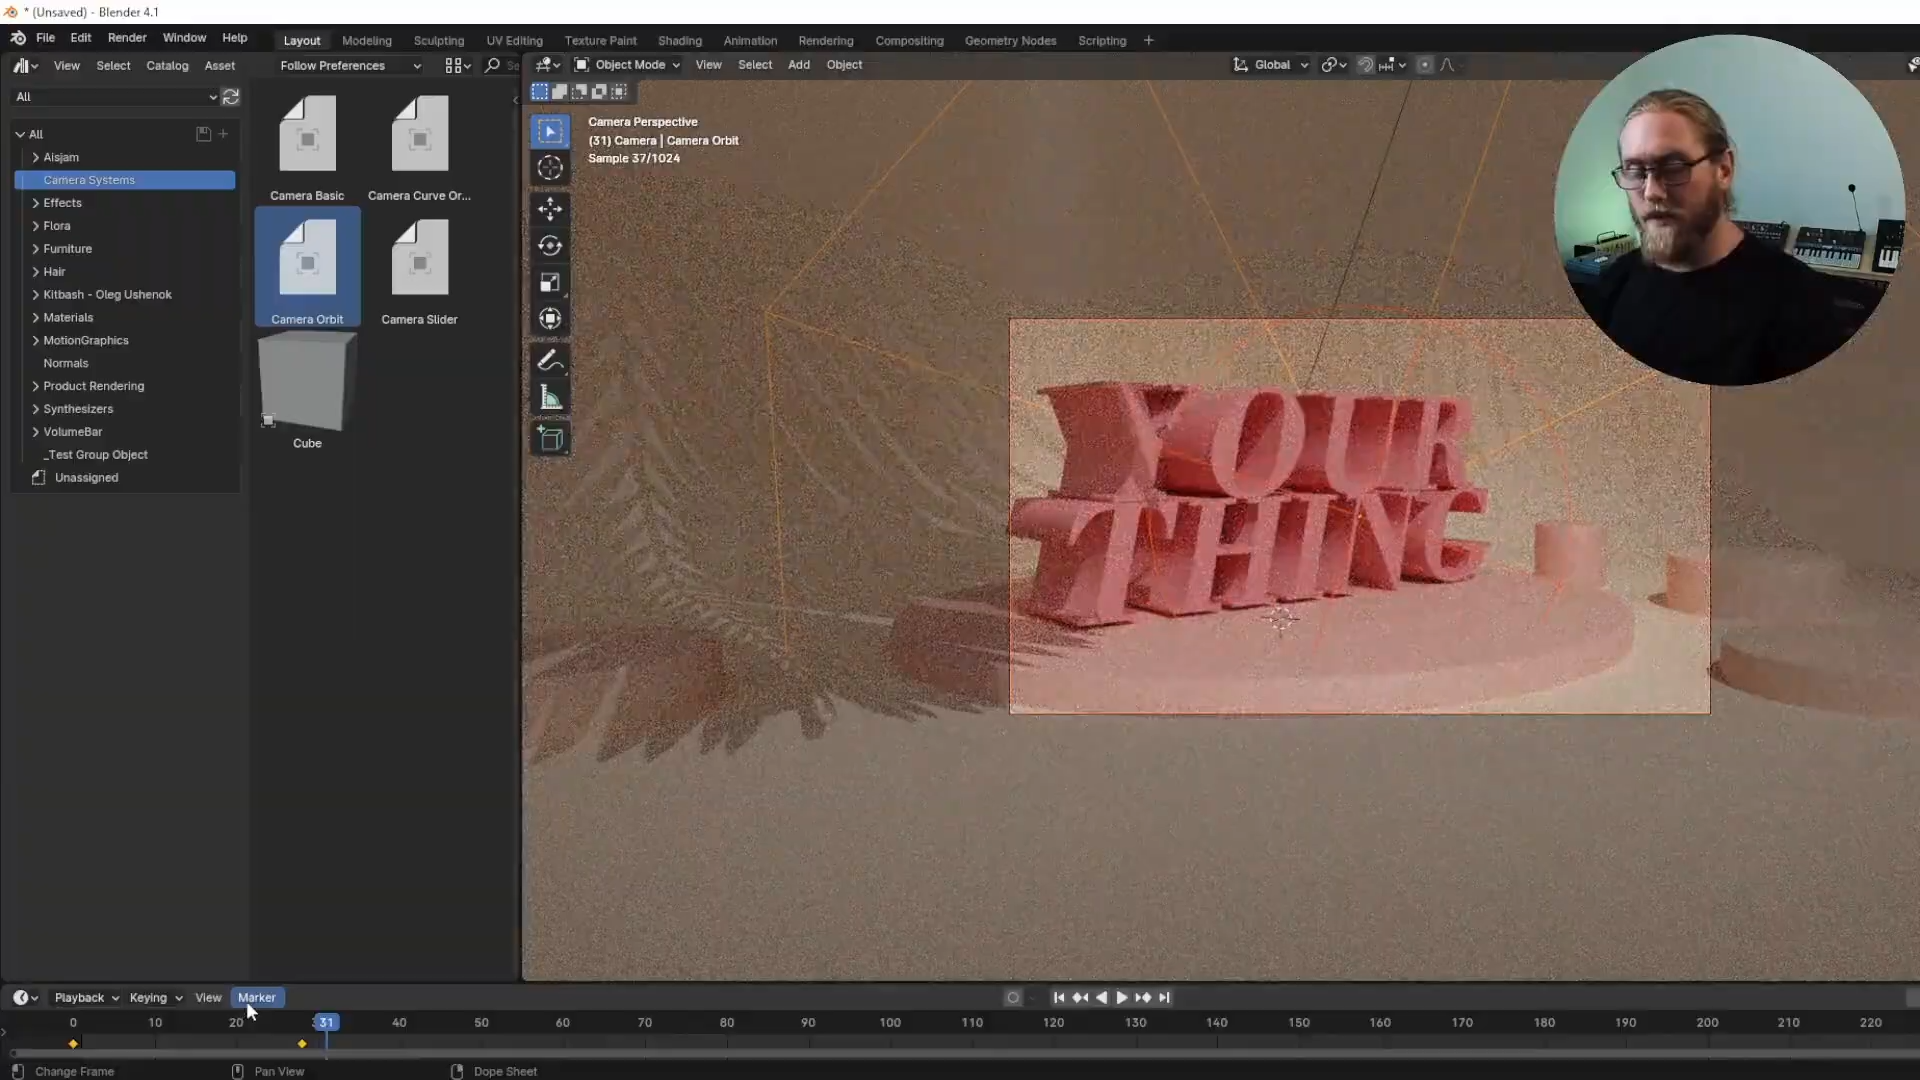 * (Unsaved) - Blender 4.1
File Edit Render Window Help
Layout Modeling Sculpting UV Editing Texture Paint Shading Animation Rendering Compositing Geometry Nodes Scripting
View Select Catalog Asset
Follow Preferences
Object Mode View Select Add Object
Global
All
All
Aisjam
Camera Systems
Effects
Flora
Furniture
Hair
Kitbash - Oleg Ushenok
Materials
MotionGraphics
Normals
Product Rendering
Synthesizers
VolumeBar
_Test Group Object
Unassigned
Camera Basic
Camera Curve Or...
Camera Orbit
Camera Slider
Cube
Camera Perspective
(31) Camera | Camera Orbit
Sample 37/1024
YOUR
THING
Playback Keying View Marker
0 10 20 31 40 50 60 70 80 90 100 110 120 130 140 150 160 170 180 190 200 210 220
Change Frame Pan View Dope Sheet